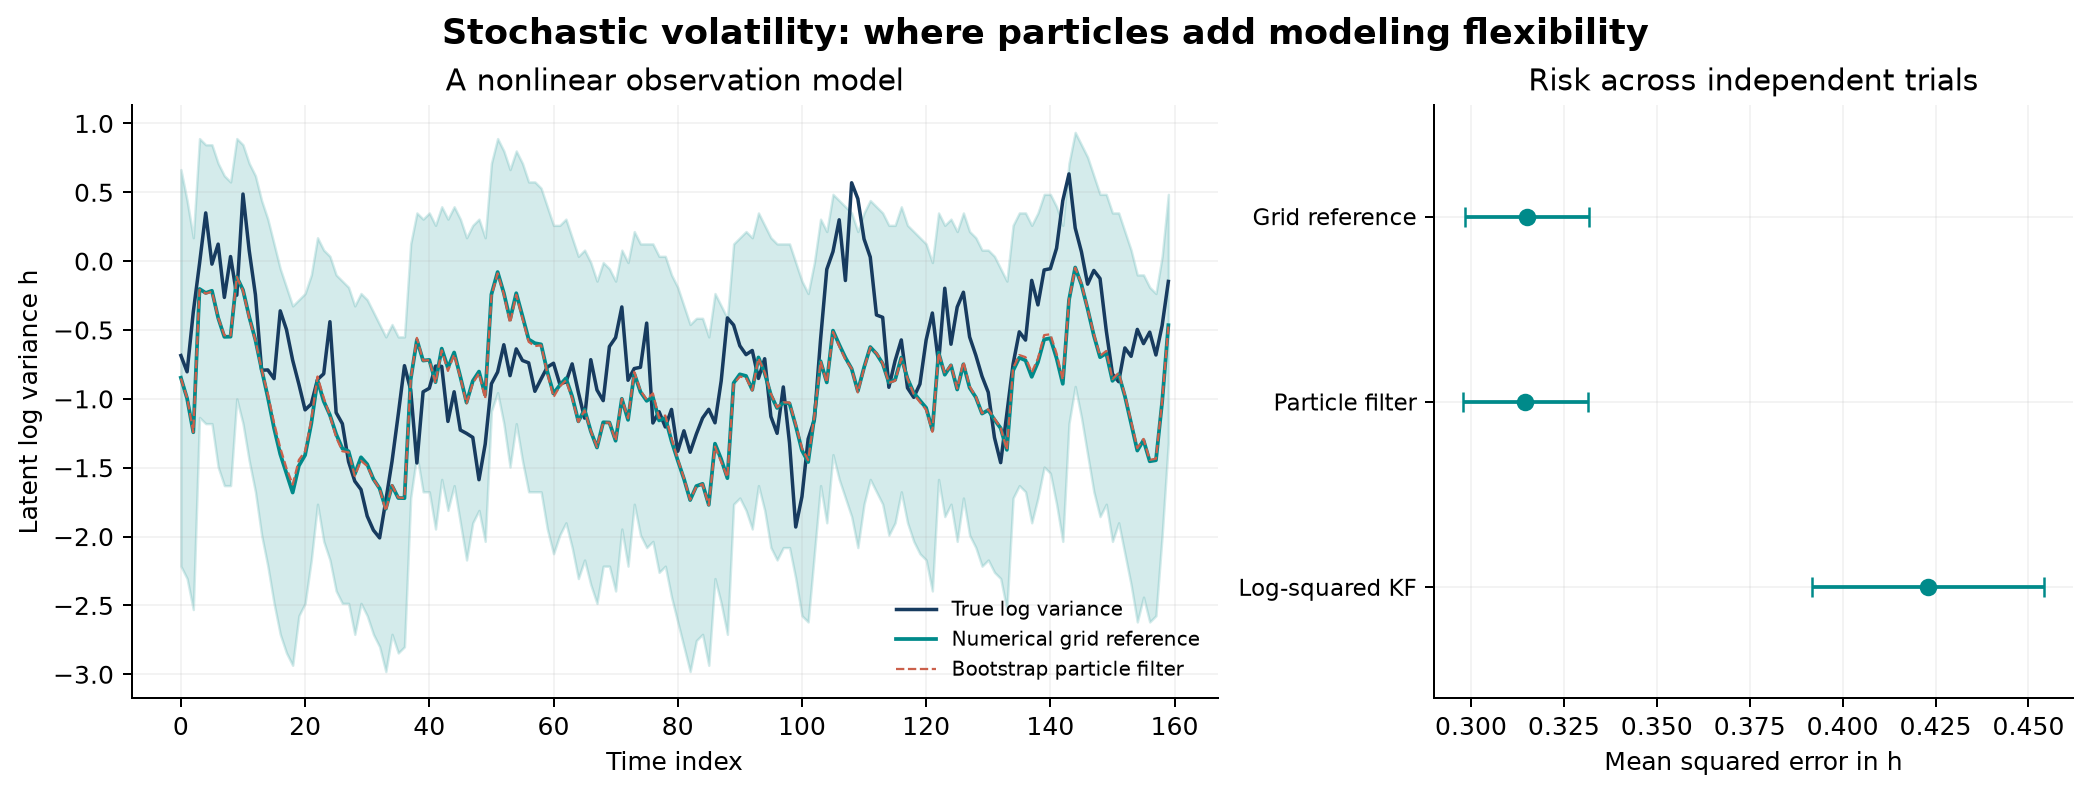 Stochastic volatility: where particles add modeling flexibility
A nonlinear observation model
Latent log variance h
1.0
0.5
0.0
−0.5
−1.0
−1.5
−2.0
−2.5
−3.0
True log variance
Numerical grid reference
Bootstrap particle filter
0 20 40 60 80 100 120 140 160
Time index
Risk across independent trials
Grid reference
Particle filter
Log-squared KF
0.300 0.325 0.350 0.375 0.400 0.425 0.450
Mean squared error in h